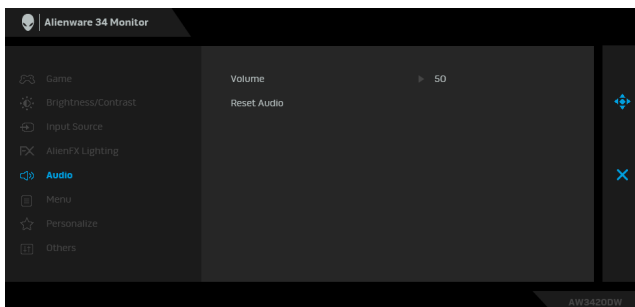 Alienware 34 Monitor
Game
Volume 50
Brightness/Contrast
Reset Audio
Input Source
FX AlienFX Lighting
Audio
Menu
Personalize
Others
AW3420DW